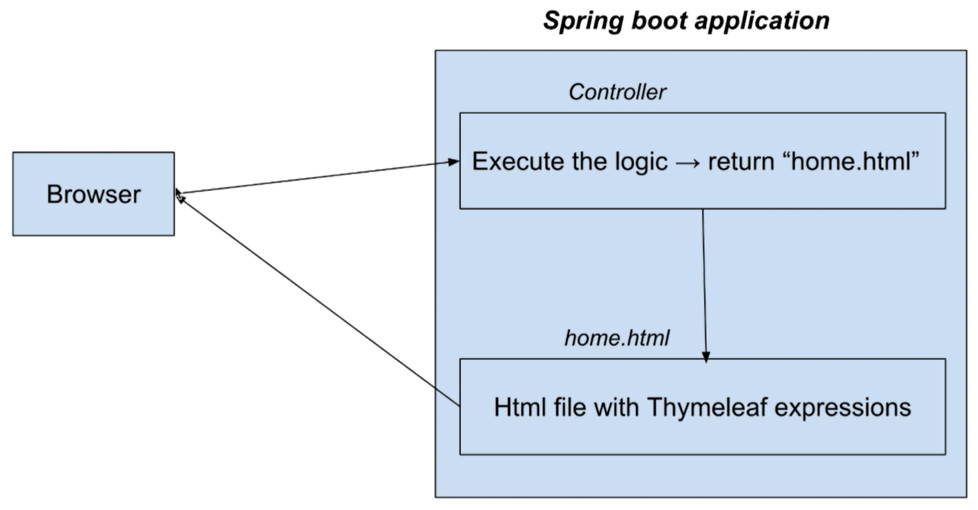 Spring boot application
Controller
Execute the logic → return “home.html”
Browser
home.html
Html file with Thymeleaf expressions